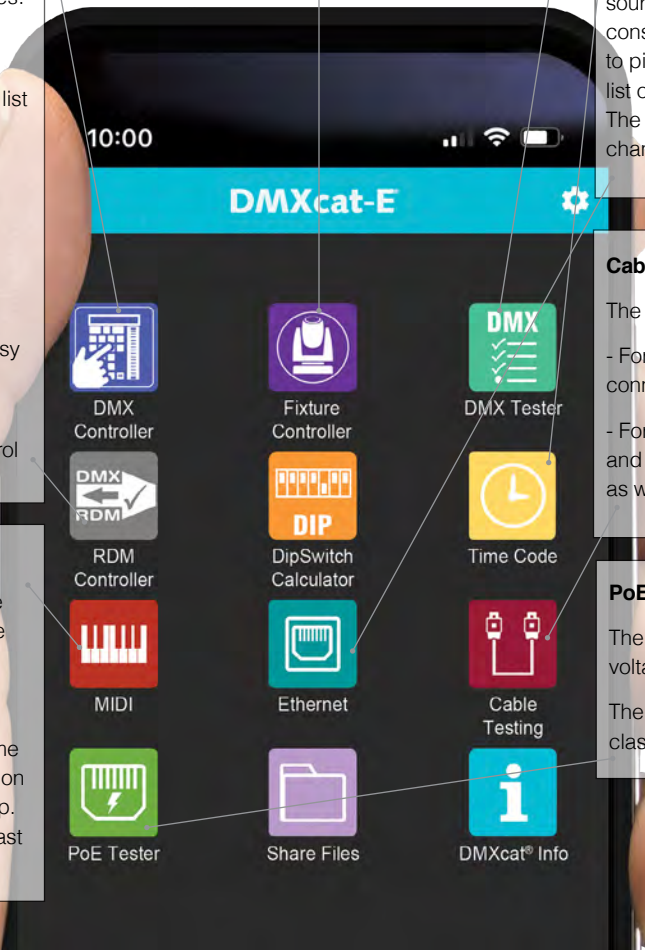 list
sy
rol
ne
on
p.
ast
10:00
DMXcat-E
DMX
Controller
Fixture
Controller
DMX
DMX Tester
DMX
RDM
RDM
Controller
DIP
DipSwitch
Calculator
Time Code
MIDI
Ethernet
Cable
Testing
PoE Tester
Share Files
i
DMXcat® Info
cons
to pi
list o
The
char
Cab
The
- For
conn
- For
and
as w
PoE
The
volta
The
clas